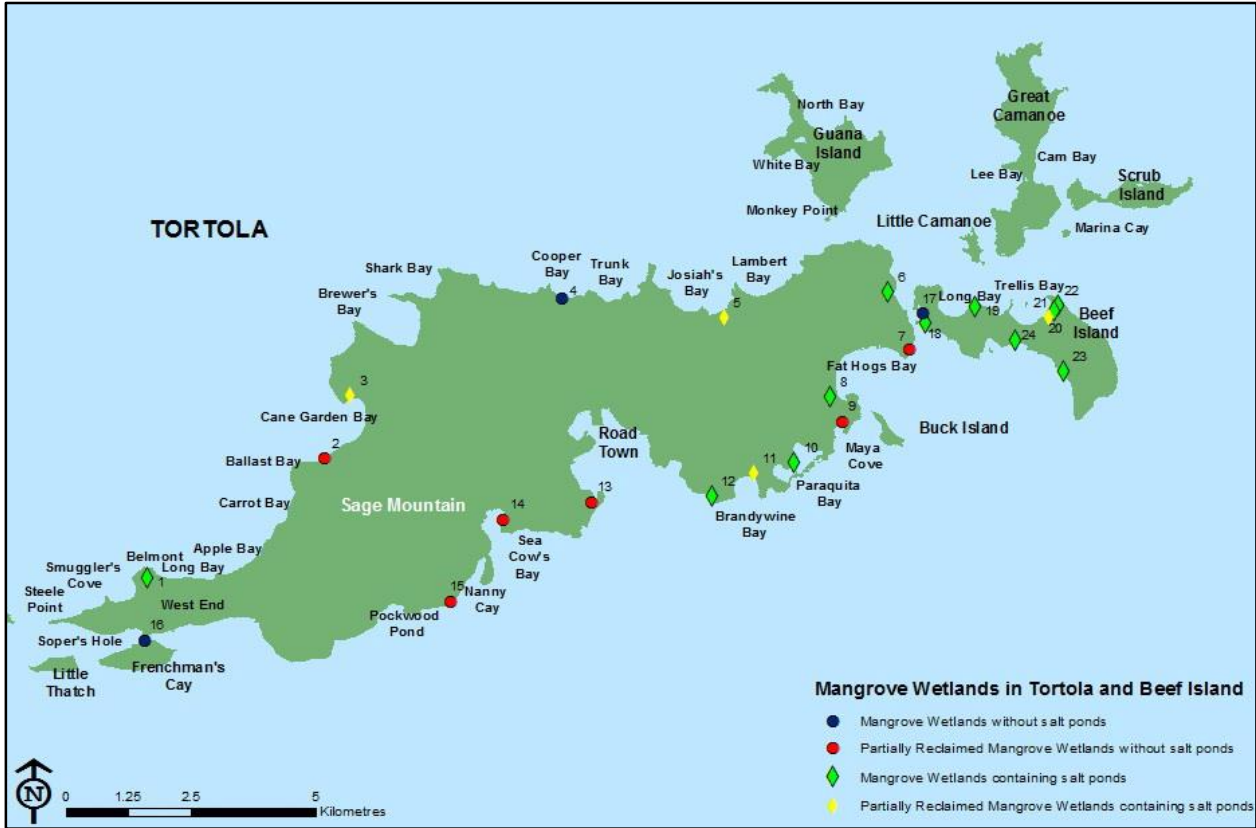 North Bay
Great
Camanoe
Guana
Island
Cam Bay
White Bay
Lee Bay
Scrub
Island
Monkey Point
Little Camanoe
Marina Cay
TORTOLA
Cooper
Bay
Trunk
Bay
Lambert
Bay
Josiah's
Bay
Shark Bay
Brewer's
Bay
4
5
6
17
Long Bay
Trellis Bay
22
21
Beef
Island
19
20
18
24
7
Fat Hogs Bay
23
3
8
9
Cane Garden Bay
Road
Town
Buck Island
Maya
Cove
2
Ballast Bay
10
11
Paraquita
Bay
12
Brandywine
Bay
Carrot Bay
Sage Mountain
13
14
Sea
Cow's
Bay
Apple Bay
Belmont
Long Bay
Smuggler's
Cove
1
Steele
Point
West End
15
Nanny
Cay
Pockwood
Pond
16
Soper's Hole
Frenchman's
Cay
Little
Thatch
Mangrove Wetlands in Tortola and Beef Island
Mangrove Wetlands without salt ponds
Partially Reclaimed Mangrove Wetlands without salt ponds
Mangrove Wetlands containing salt ponds
Partially Reclaimed Mangrove Wetlands containing salt ponds
N
0 1.25 2.5 5
Kilometres